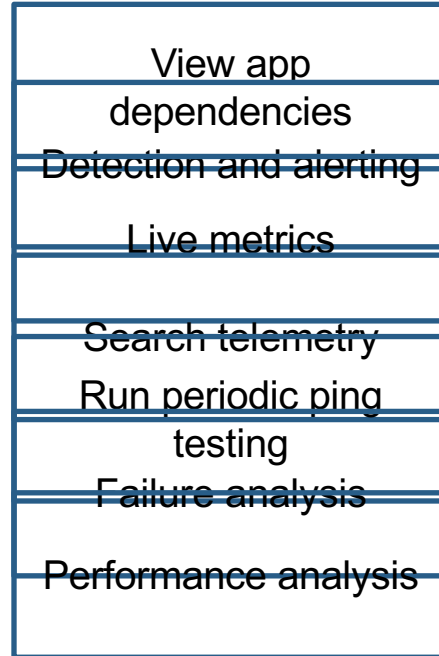 View app
dependencies
Detection and alerting
Live metrics
Search telemetry
Run periodic ping
testing
Failure analysis
Performance analysis